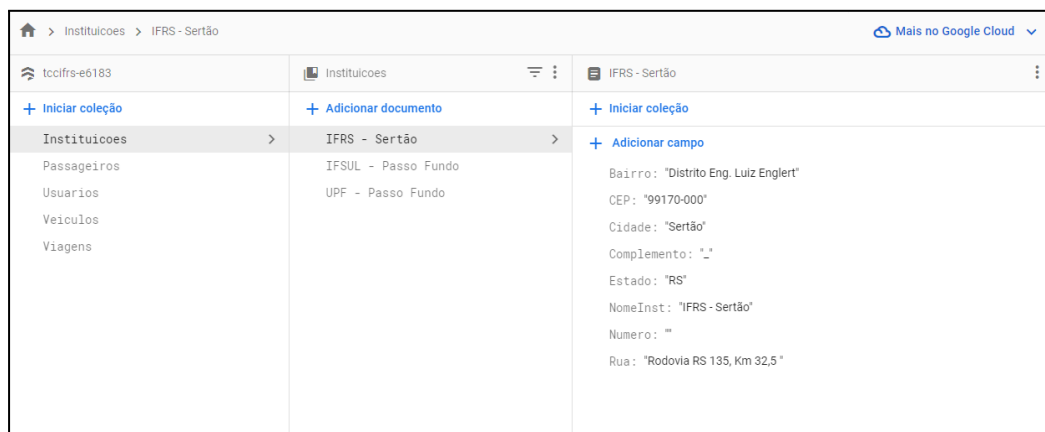 Instituicoes > IFRS - Sertão
Mais no Google Cloud
tccifrs-e6183
Instituicoes
IFRS - Sertão
+ Iniciar coleção
+ Adicionar documento
+ Iniciar coleção
Instituicoes
Passageiros
Usuarios
Veiculos
Viagens
IFRS - Sertão
IFSUL - Passo Fundo
UPF - Passo Fundo
+ Adicionar campo
Bairro: "Distrito Eng. Luiz Englert"
CEP: "99170-000"
Cidade: "Sertão"
Complemento: "_"
Estado: "RS"
NomeInst: "IFRS - Sertão"
Numero: ""
Rua: "Rodovia RS 135, Km 32,5 "